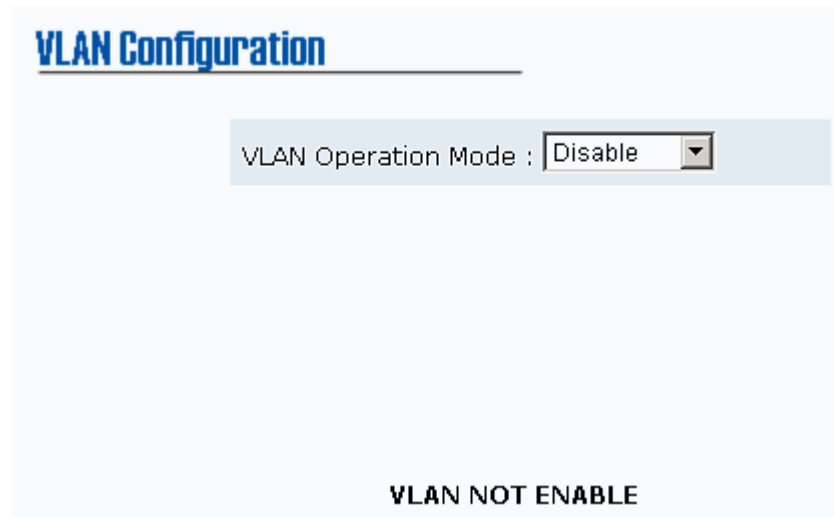 VLAN Configuration
VLAN Operation Mode : Disable
VLAN NOT ENABLE